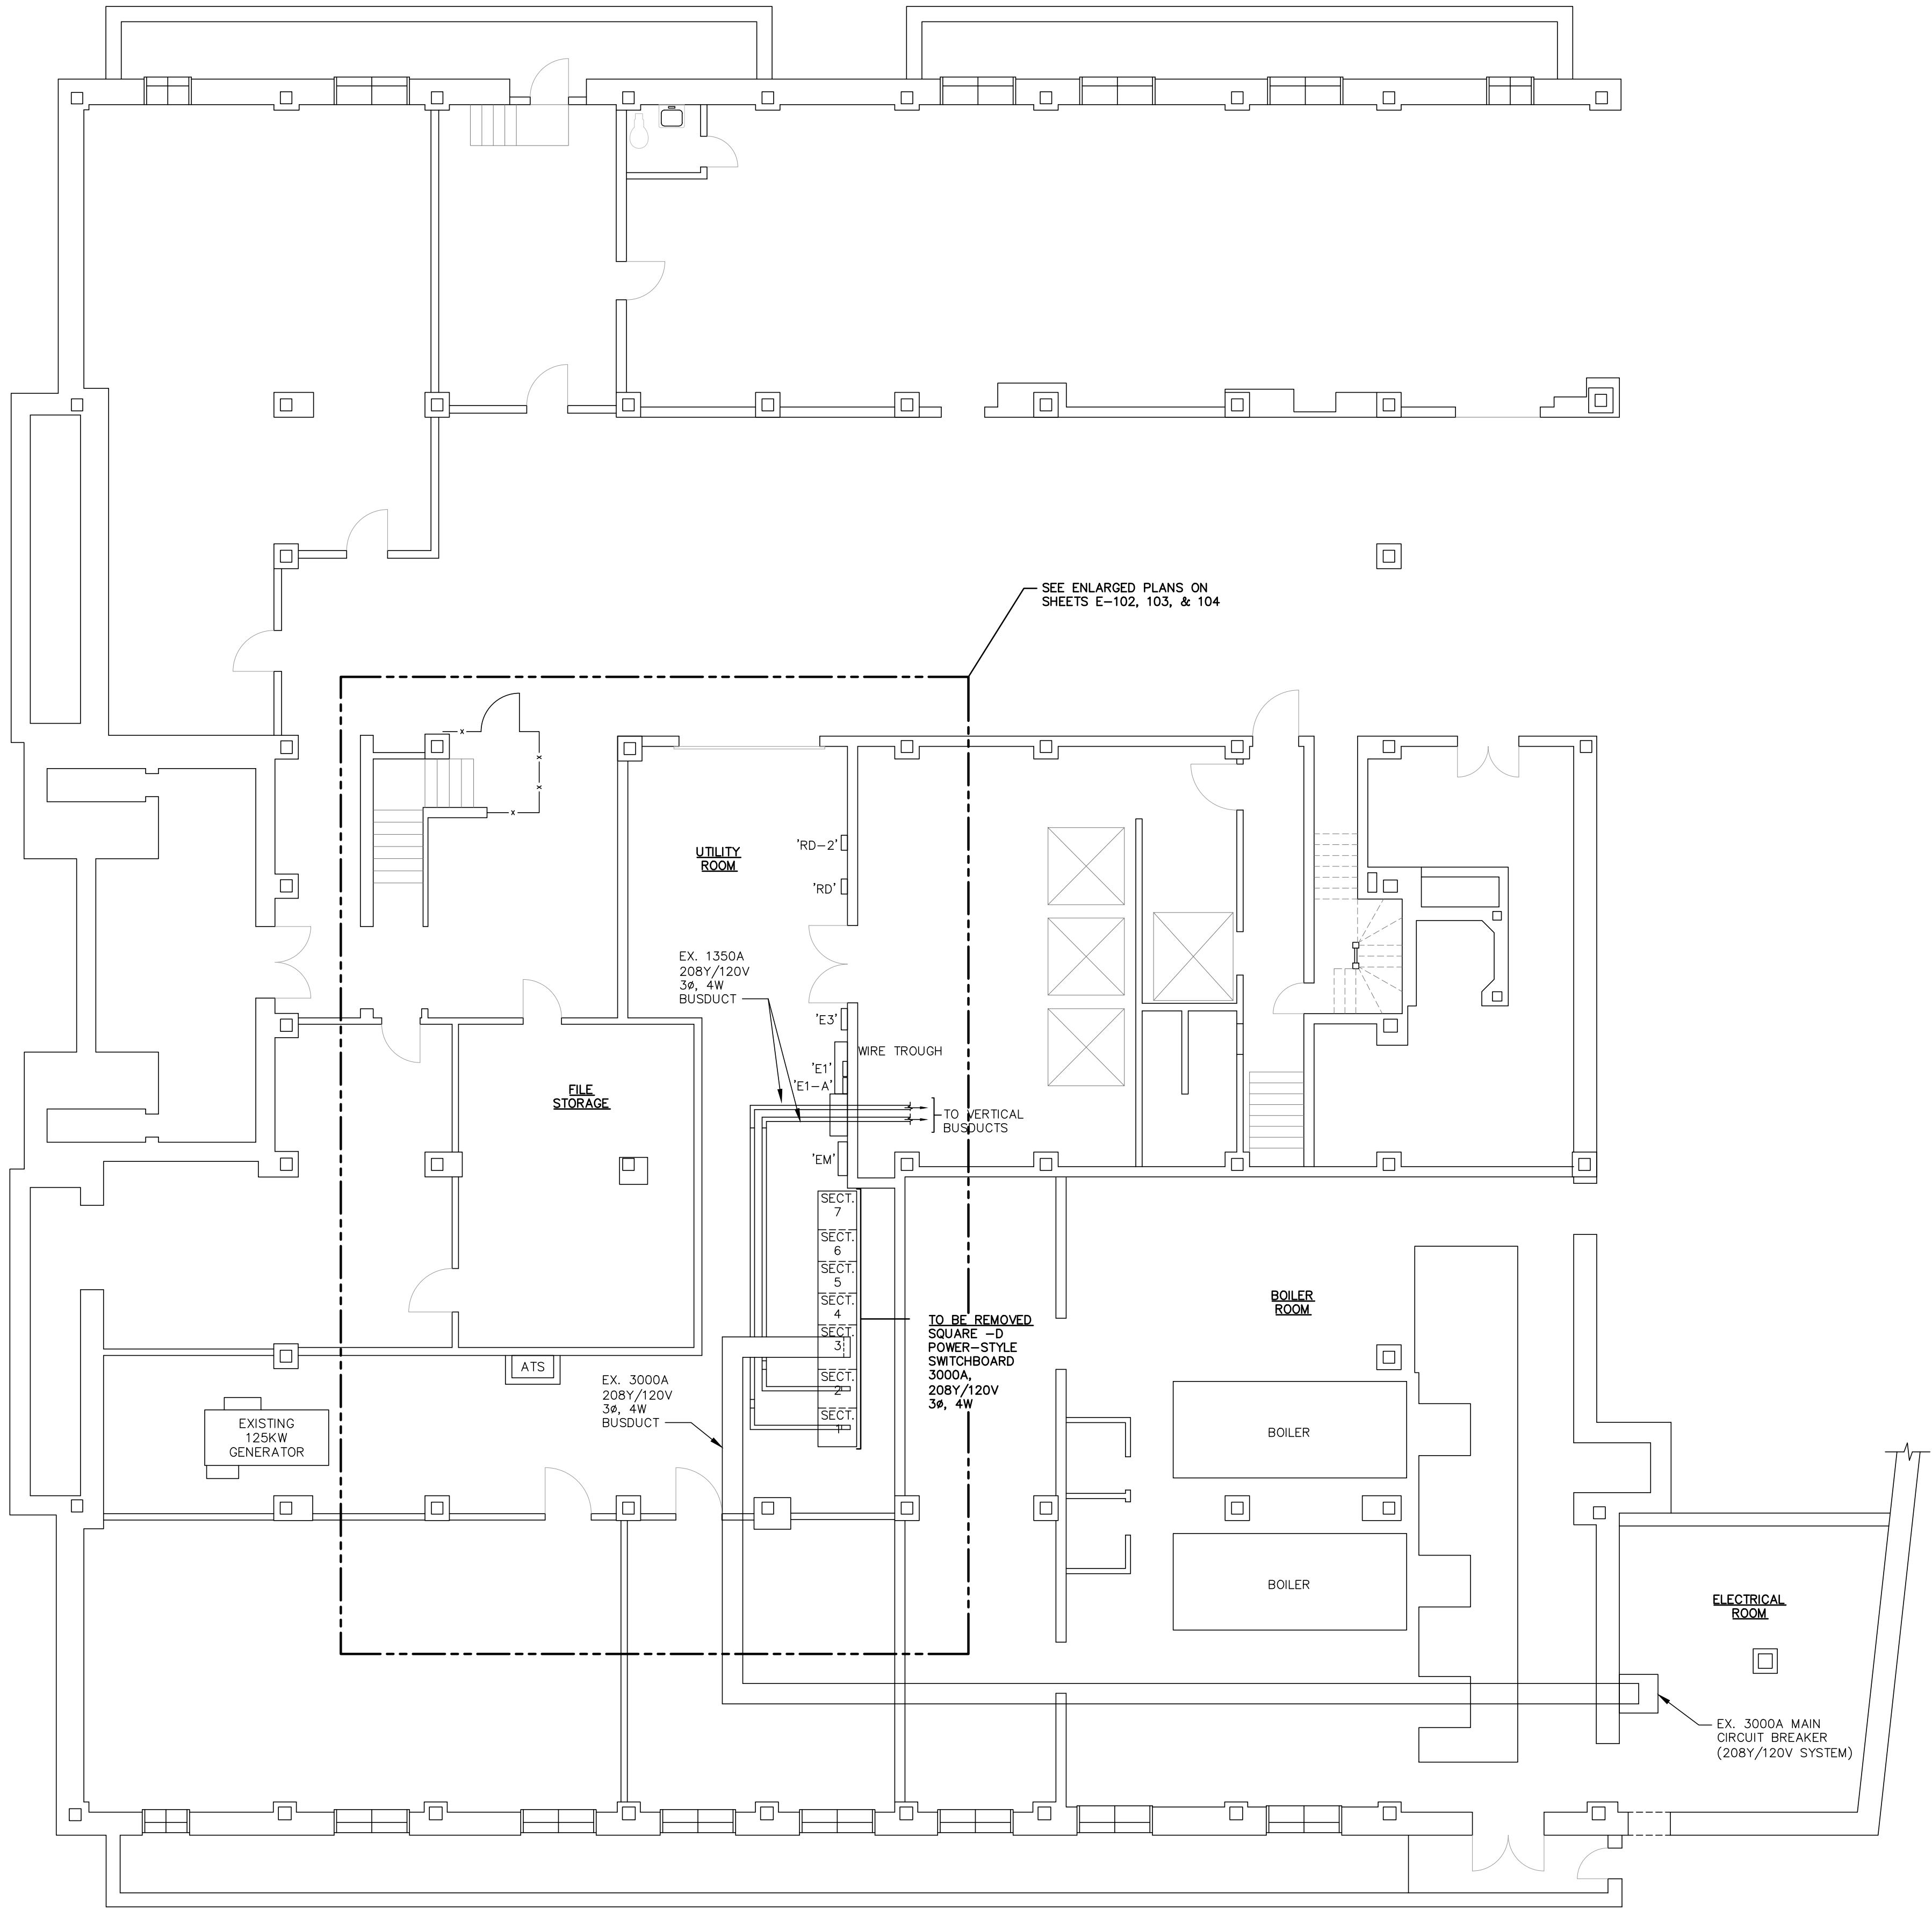 SEE ENLARGED PLANS ON
SHEETS E-102, 103, & 104
'RD-2'
UTILITY
ROOM
'RD'
EX. 1350A
208Y/120V
3ø, 4W
BUSDUCT
'E3'
WIRE TROUGH
'E1'
'E1-A'
FILE
STORAGE
TO VERTICAL
BUSDUCTS
'EM'
SECT.
7
SECT.
6
SECT.
5
SECT.
4
SECT.
3
SECT.
2
SECT.
1
TO BE REMOVED
SQUARE -D
POWER-STYLE
SWITCHBOARD
3000A,
208Y/120V
3ø, 4W
BOILER
ROOM
ATS
EX. 3000A
208Y/120V
3ø, 4W
BUSDUCT
EXISTING
125KW
GENERATOR
BOILER
BOILER
ELECTRICAL
ROOM
EX. 3000A MAIN
CIRCUIT BREAKER
(208Y/120V SYSTEM)